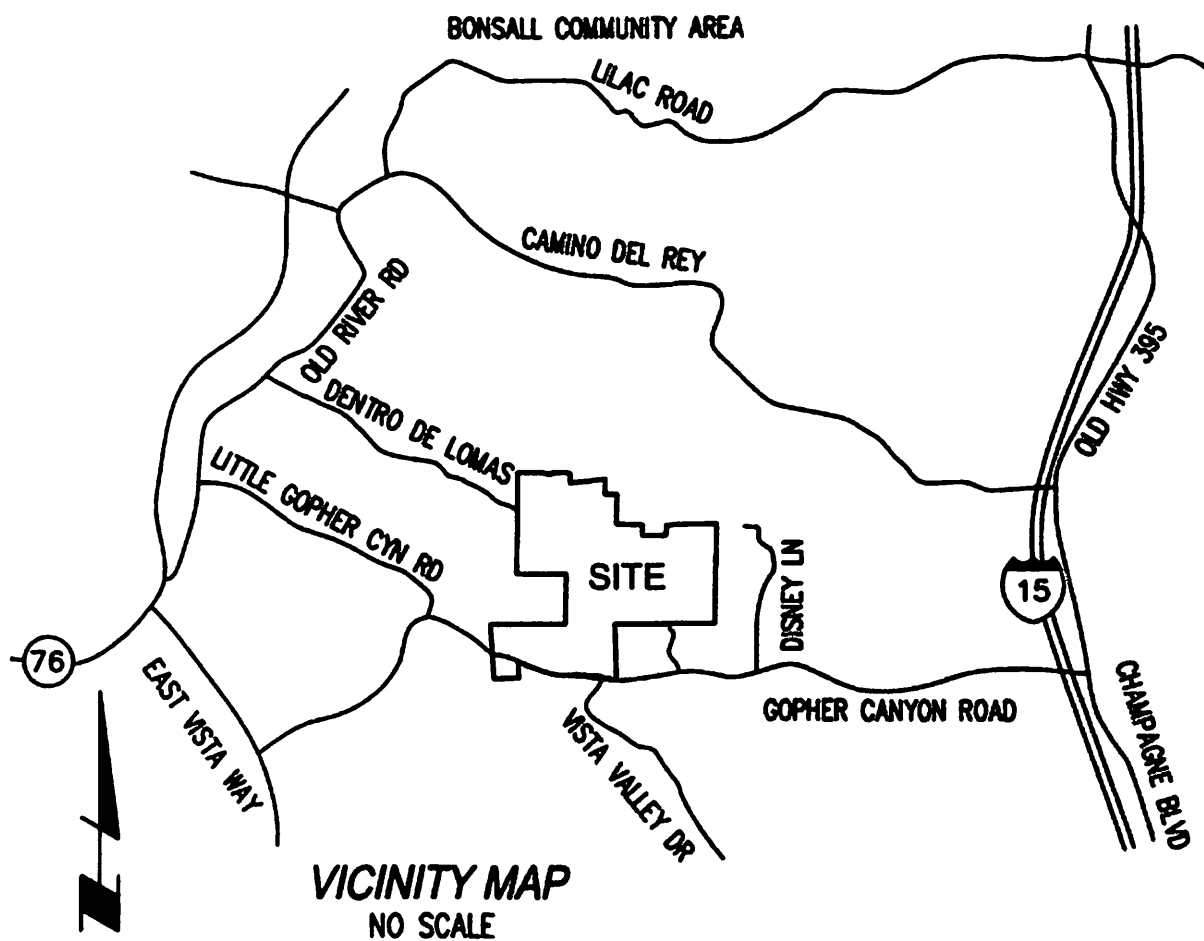 BONSALL COMMUNITY AREA
LILAC ROAD
CAMINO DEL REY
OLD RIVER RD
OLD HWY 395
DENTRO DE LOMAS
LITTLE GOPHER CYN RD
SITE
DISNEY LN
15
76
EAST VISTA WAY
GOPHER CANYON ROAD
CHAMPAGNE BLVD
VISTA VALLEY DR
N
VICINITY MAP
NO SCALE